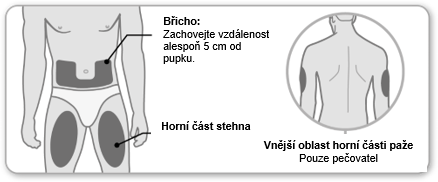 Břicho:
Zachovejte vzdálenost
alespoň 5 cm od
pupku.
Horní část stehna
Vnější oblast horní části paže
Pouze pečovatel